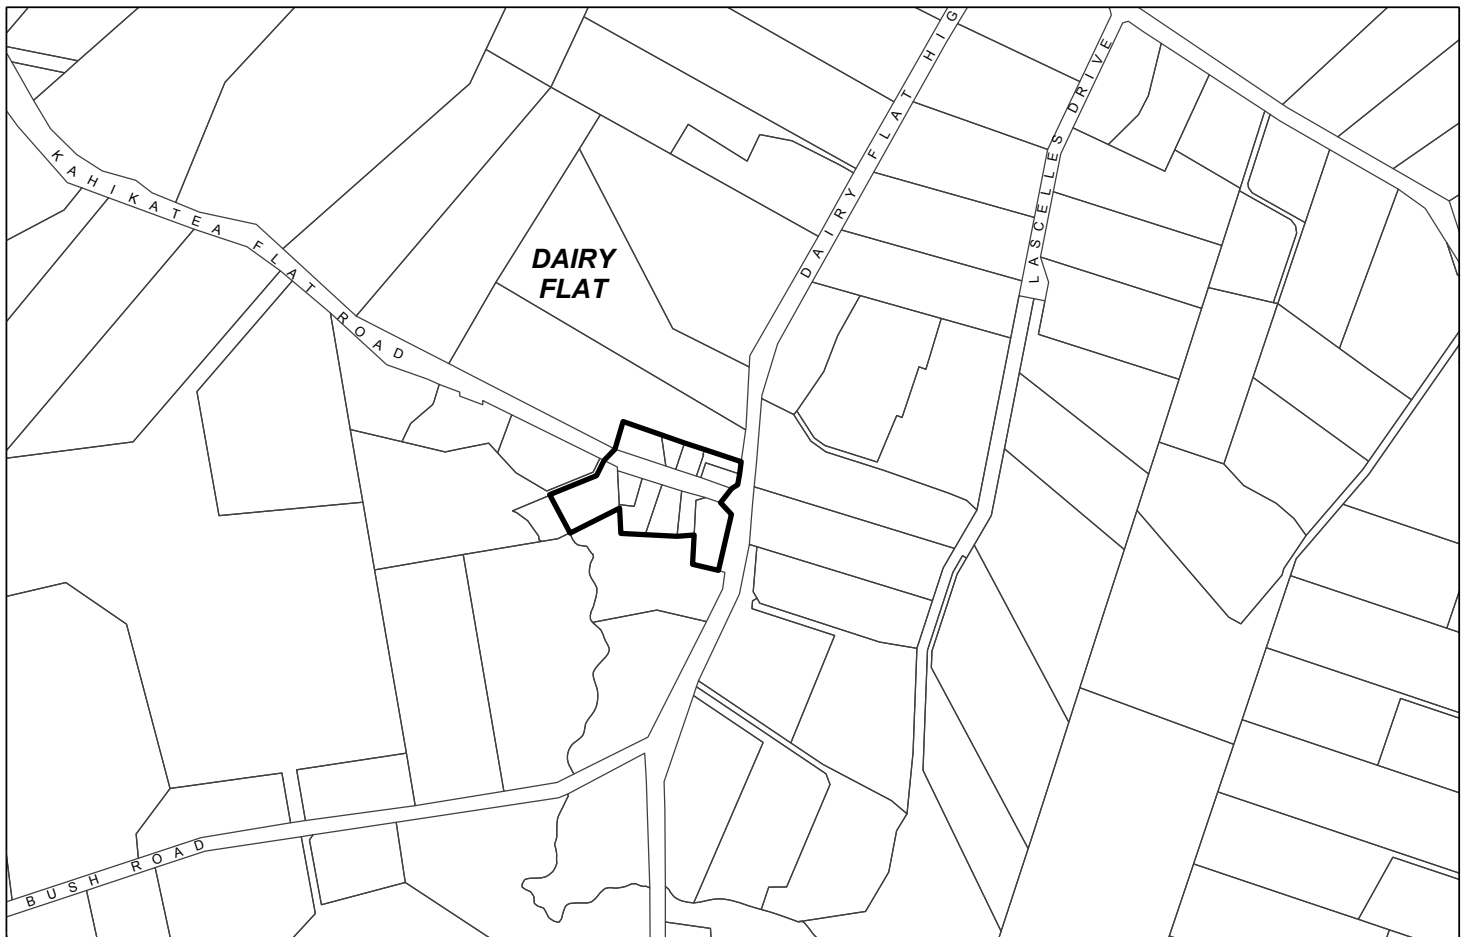 DAIRY FLAT HIG
LASCELLES DRIVE
KAHIKATEA FLAT ROAD
DAIRY
FLAT
BUSH ROAD